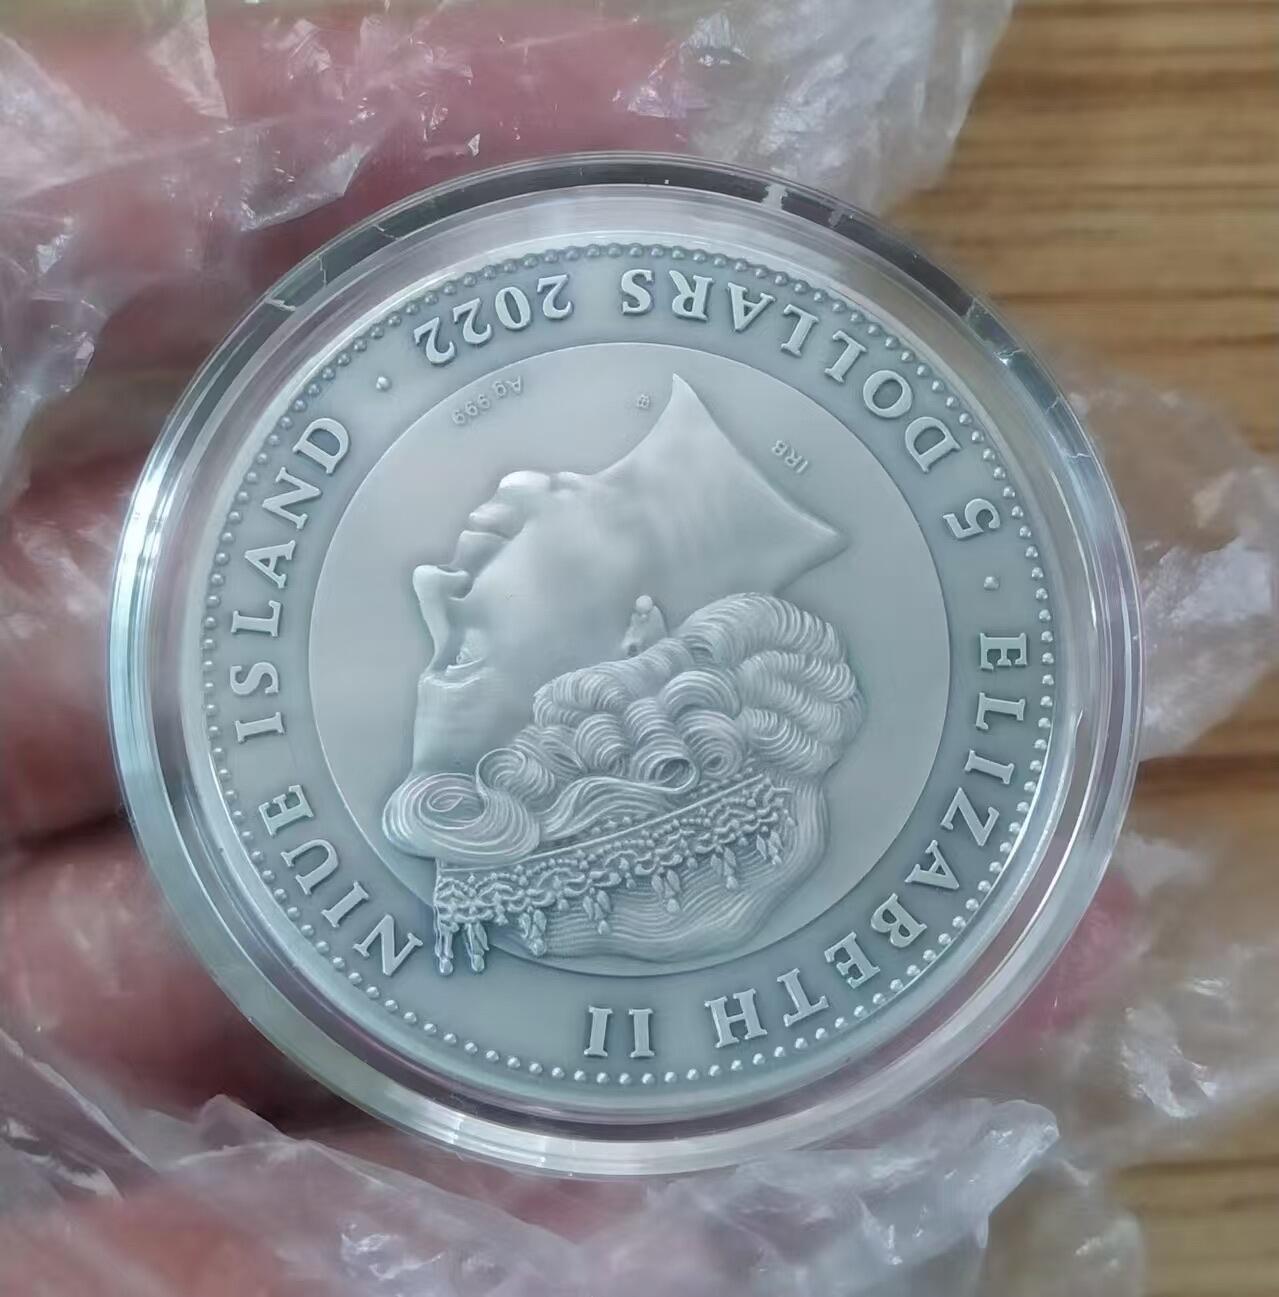 ELIZABETH II
NIUE ISLAND · 2022
5 DOLLARS ·
Ag 999
IRB